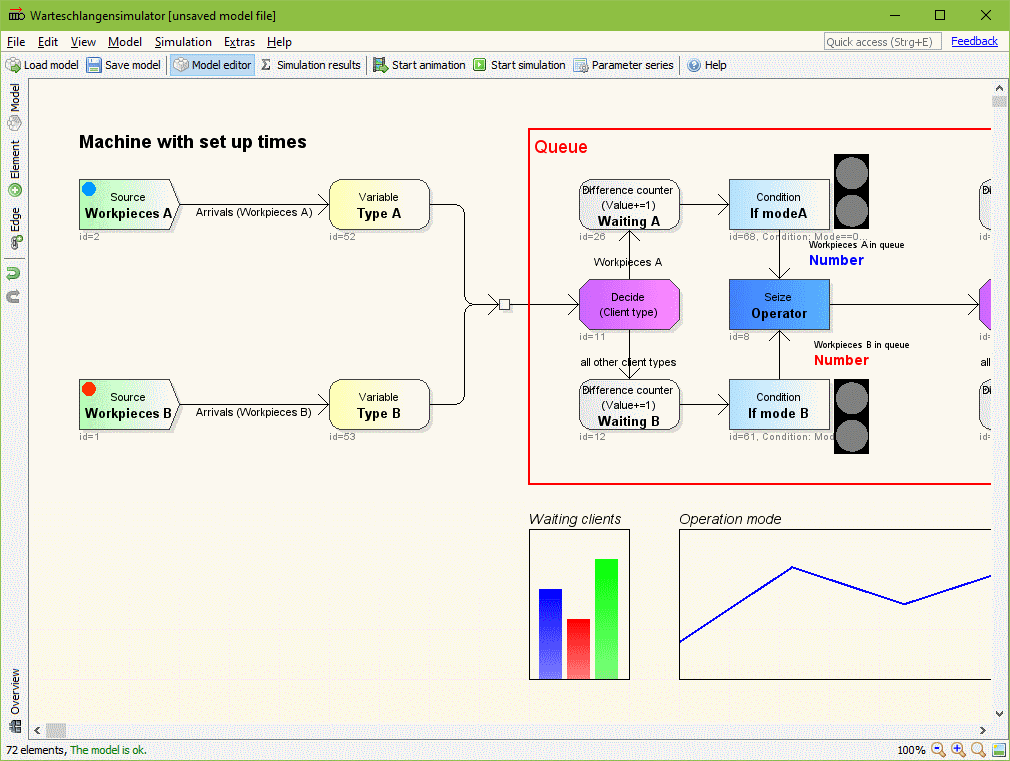 Warteschlangensimulator [unsaved model file]
File Edit View Model Simulation Extras Help
Quick access (Strg+E) Feedback
Load model Save model Model editor Σ Simulation results Start animation Start simulation Parameter series Help
Model
Element
Edge
Overview
Machine with set up times
Source
Workpieces A
id=2
Arrivals (Workpieces A)
Variable
Type A
id=52
Source
Workpieces B
id=1
Arrivals (Workpieces B)
Variable
Type B
id=53
Queue
Difference counter
(Value+=1)
Waiting A
id=26
Condition
If modeA
id=68, Condition: Mode==0...
Workpieces A in queue
Number
Workpieces A
Decide
(Client type)
id=11
Seize
Operator
id=8
Workpieces B in queue
Number
all other client types
Difference counter
(Value+=1)
Waiting B
id=12
Condition
If mode B
id=61, Condition: Mod
Di
id=
id=
all
Di
id=
Waiting clients
Operation mode
72 elements, The model is ok.
100%